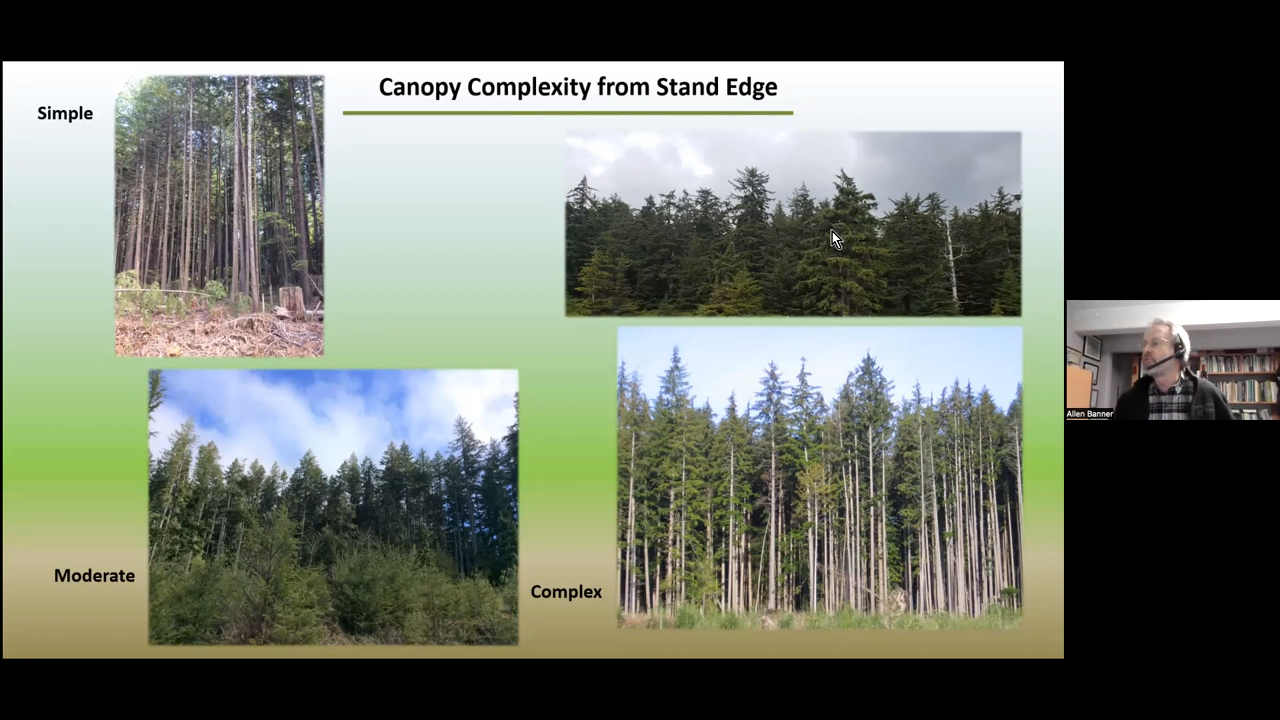 Canopy Complexity from Stand Edge
Simple
Moderate
Complex
Allen Banner